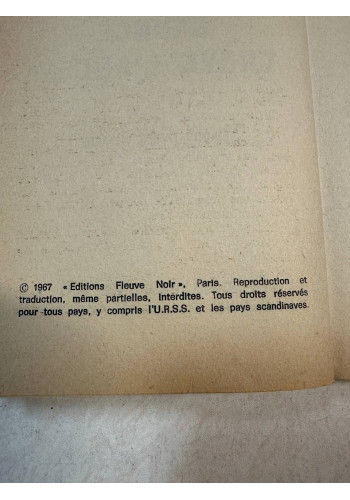 © 1967 « Editions Fleuve Noir », Paris. Reproduction et
traduction, même partielles, interdites. Tous droits réservés
pour tous pays, y compris l'U.R.S.S. et les pays scandinaves.